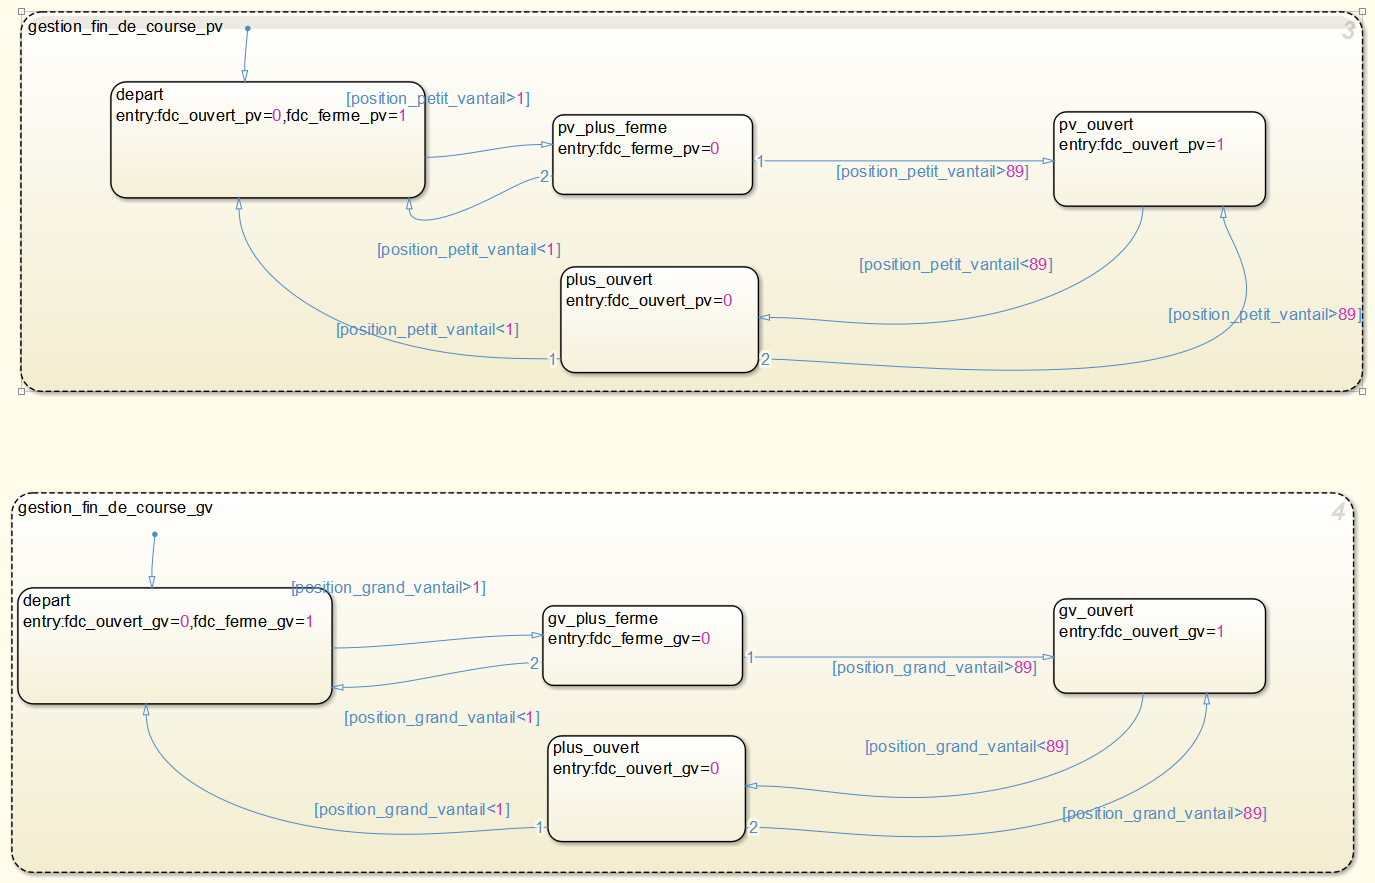 gestion_fin_de_course_pv
3
depart
entry:fdc_ouvert_pv=0,fdc_ferme_pv=1
[position_petit_vantail>1]
pv_plus_ferme
entry:fdc_ferme_pv=0
1
2
[position_petit_vantail>89]
pv_ouvert
entry:fdc_ouvert_pv=1
[position_petit_vantail<1]
[position_petit_vantail<89]
plus_ouvert
entry:fdc_ouvert_pv=0
[position_petit_vantail<1]
1
2
[position_petit_vantail>89]
gestion_fin_de_course_gv
4
depart
entry:fdc_ouvert_gv=0,fdc_ferme_gv=1
[position_grand_vantail>1]
gv_plus_ferme
entry:fdc_ferme_gv=0
1
2
[position_grand_vantail>89]
gv_ouvert
entry:fdc_ouvert_gv=1
[position_grand_vantail<1]
[position_grand_vantail<89]
plus_ouvert
entry:fdc_ouvert_gv=0
[position_grand_vantail<1]
1
2
[position_grand_vantail>89]